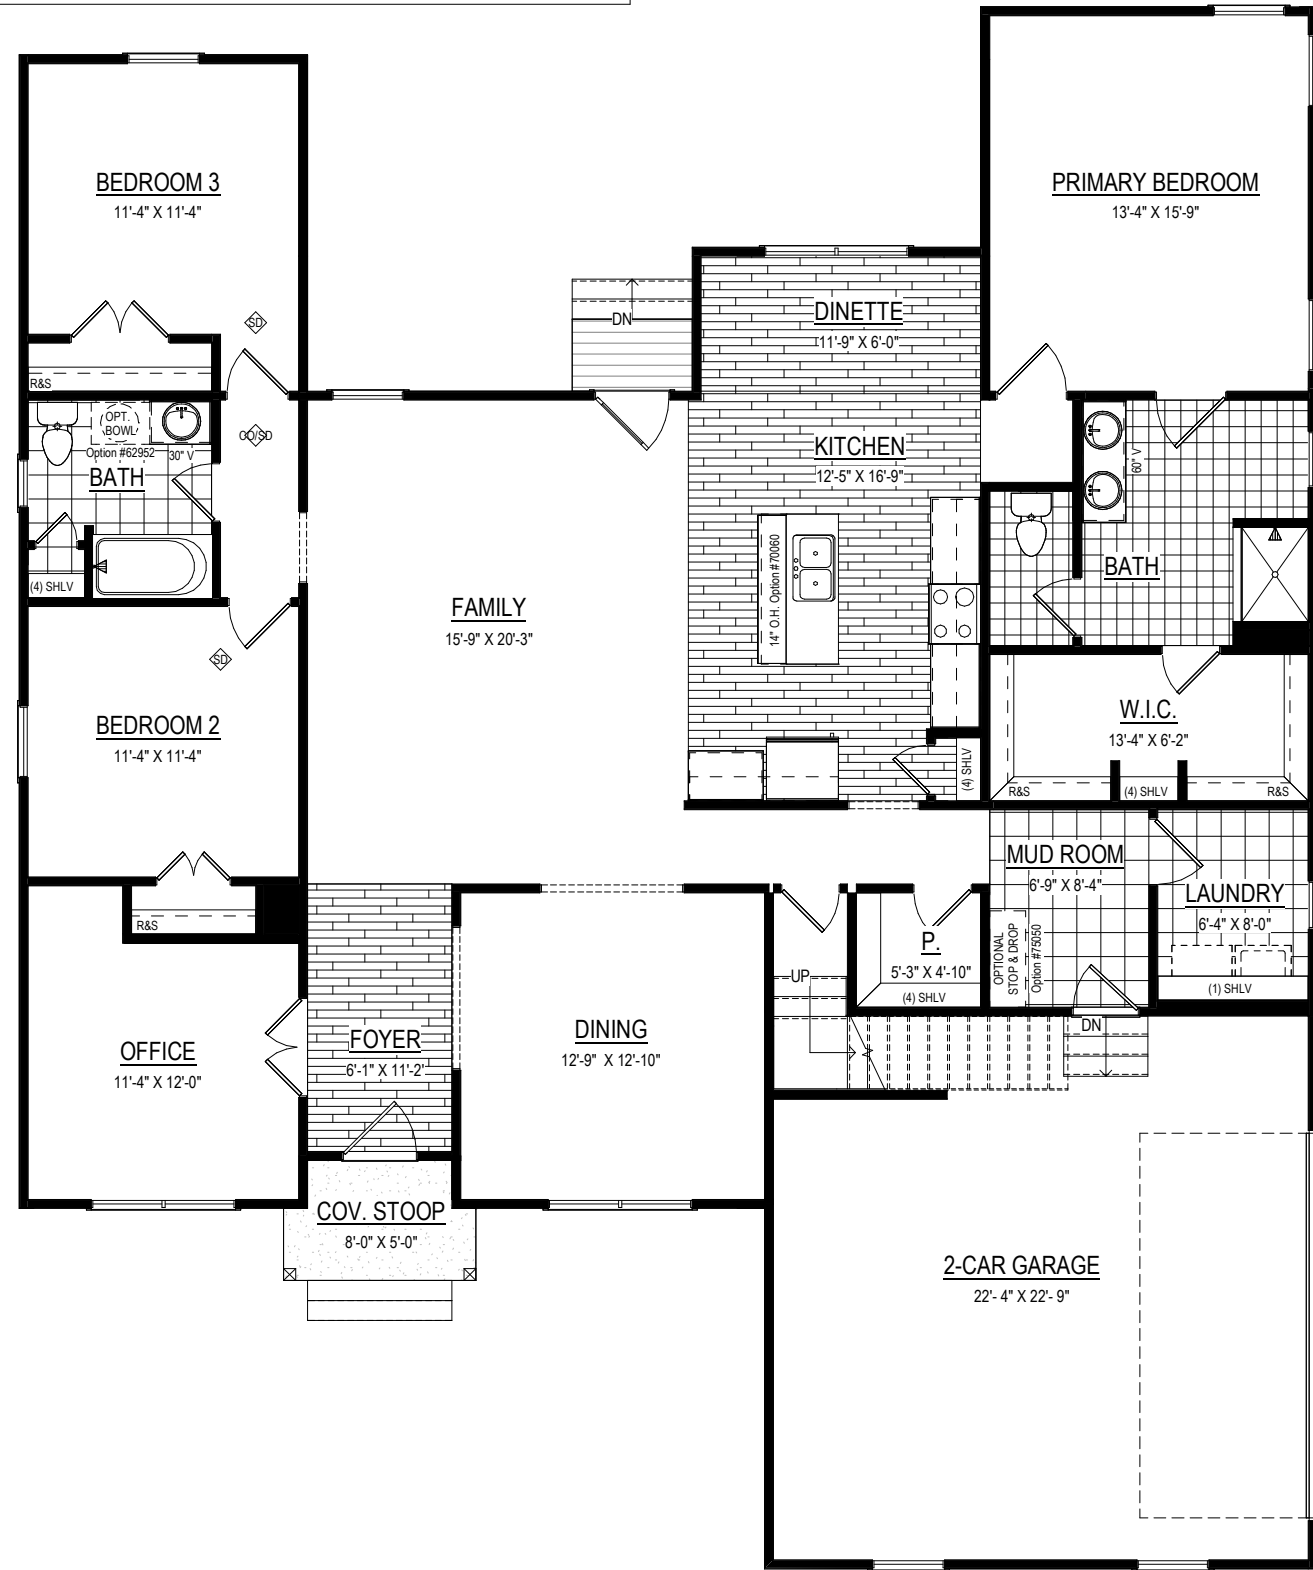 BEDROOM 3
11'-4" X 11'-4"
PRIMARY BEDROOM
13'-4" X 15'-9"
SD
DN
DINETTE
11'-9" X 6'-0"
R&S
OPT.
BOWL
Option #62952
30" V
BATH
CO/SD
(4) SHLV
KITCHEN
12'-5" X 16'-9"
14" O.H. Option #70060
60" V
BATH
FAMILY
15'-9" X 20'-3"
SD
BEDROOM 2
11'-4" X 11'-4"
W.I.C.
13'-4" X 6'-2"
R&S
(4) SHLV
R&S
(4) SHLV
MUD ROOM
6'-9" X 8'-4"
LAUNDRY
6'-4" X 8'-0"
(1) SHLV
R&S
P.
5'-3" X 4'-10"
(4) SHLV
OPTIONAL
STOP & DROP
Option #75050
UP
DN
OFFICE
11'-4" X 12'-0"
FOYER
6'-1" X 11'-2'
DINING
12'-9" X 12'-10"
COV. STOOP
8'-0" X 5'-0"
2-CAR GARAGE
22'- 4" X 22'- 9"